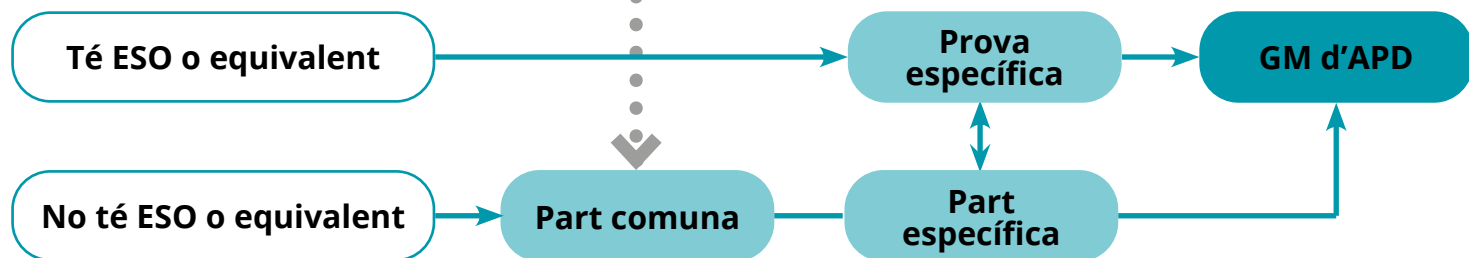 Té ESO o equivalent
Prova
específica
GM d’APD
No té ESO o equivalent
Part comuna
Part
específica